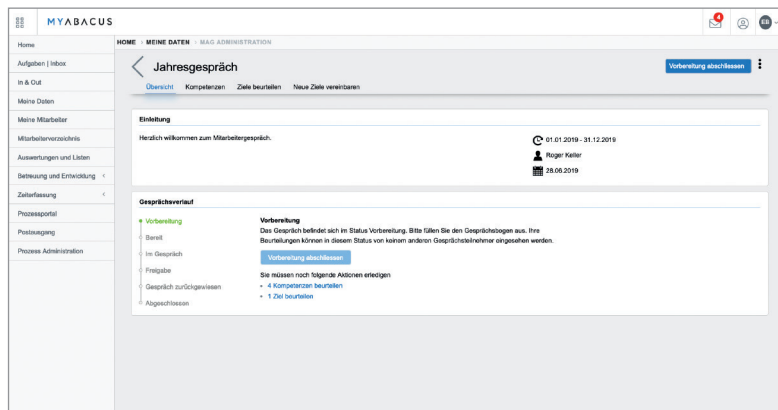 MYABACUS
4
EB
Home
Aufgaben | Inbox
In & Out
Meine Daten
Meine Mitarbeiter
Mitarbeiterverzeichnis
Auswertungen und Listen
Betreuung und Entwicklung
Zeiterfassung
Prozessportal
Postausgang
Prozess Administration
HOME MEINE DATEN MAG ADMINISTRATION
Jahresgespräch
Vorbereitung abschliessen
Übersicht Kompetenzen Ziele beurteilen Neue Ziele vereinbaren
Einleitung
Herzlich willkommen zum Mitarbeitergespräch.
01.01.2019 - 31.12.2019
Roger Keller
28.06.2019
Gesprächsverlauf
Vorbereitung
Bereit
Im Gespräch
Freigabe
Gespräch zurückgewiesen
Abgeschlossen
Vorbereitung
Das Gespräch befindet sich im Status Vorbereitung. Bitte füllen Sie den Gesprächsbogen aus. Ihre
Beurteilungen können in diesem Status von keinem anderen Gesprächsteilnehmer eingesehen werden.
Vorbereitung abschliessen
Sie müssen noch folgende Aktionen erledigen
• 4 Kompetenzen beurteilen
• 1 Ziel beurteilen